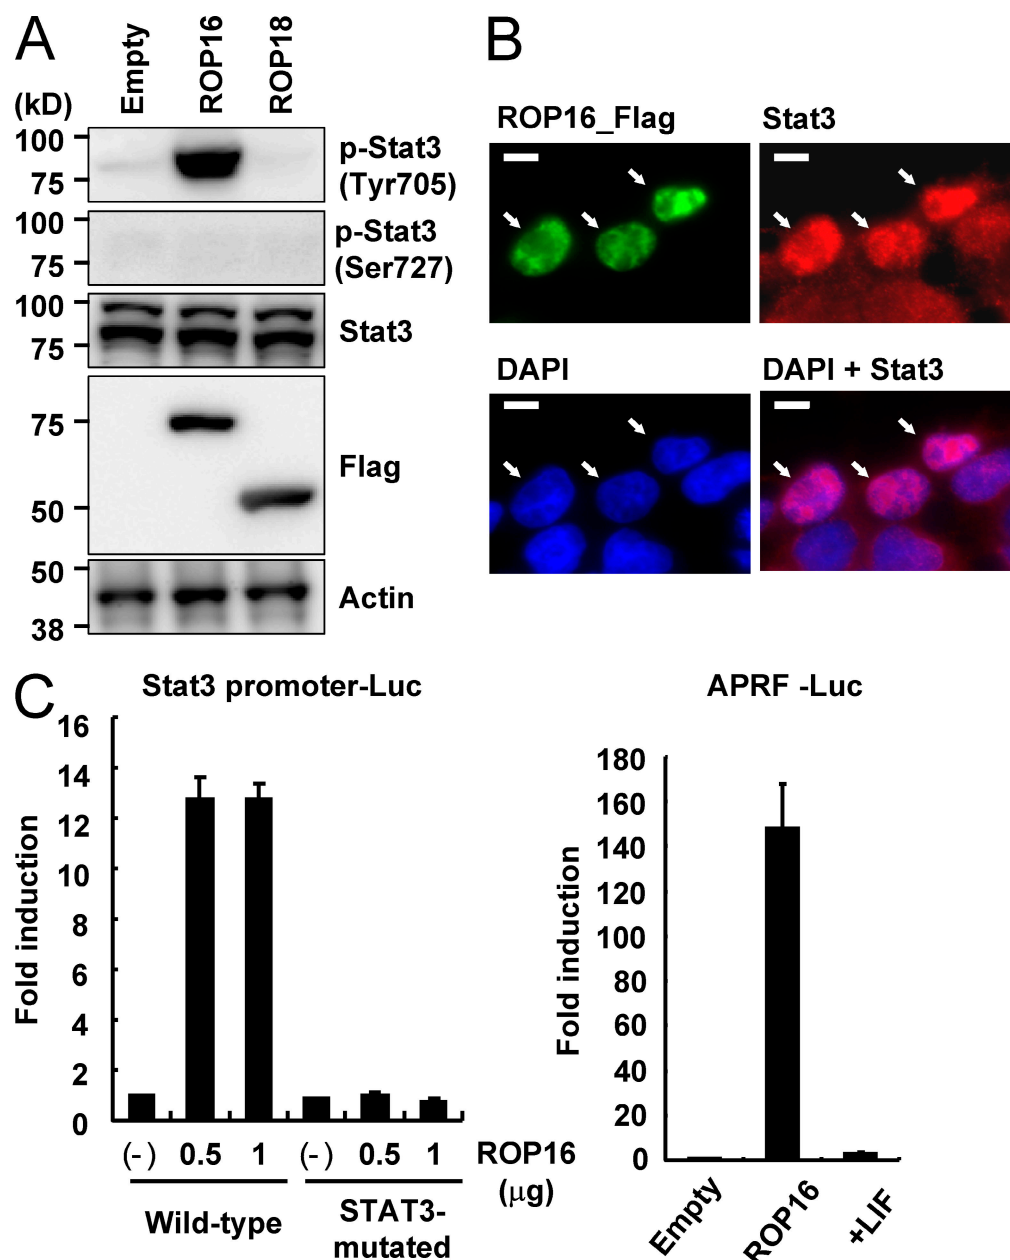 A
Empty
ROP16
ROP18
(kD)
100
75
p-Stat3
(Tyr705)
100
75
p-Stat3
(Ser727)
100
75
Stat3
75
50
Flag
50
38
Actin
B
ROP16_Flag
Stat3
DAPI
DAPI + Stat3
C
Stat3 promoter-Luc
Fold induction
16
14
12
10
8
6
4
2
0
(-) 0.5 1 (-) 0.5 1 ROP16
(μg)
Wild-type
STAT3-
mutated
APRF -Luc
Fold induction
180
160
140
120
100
80
60
40
20
0
Empty
ROP16
+LIF